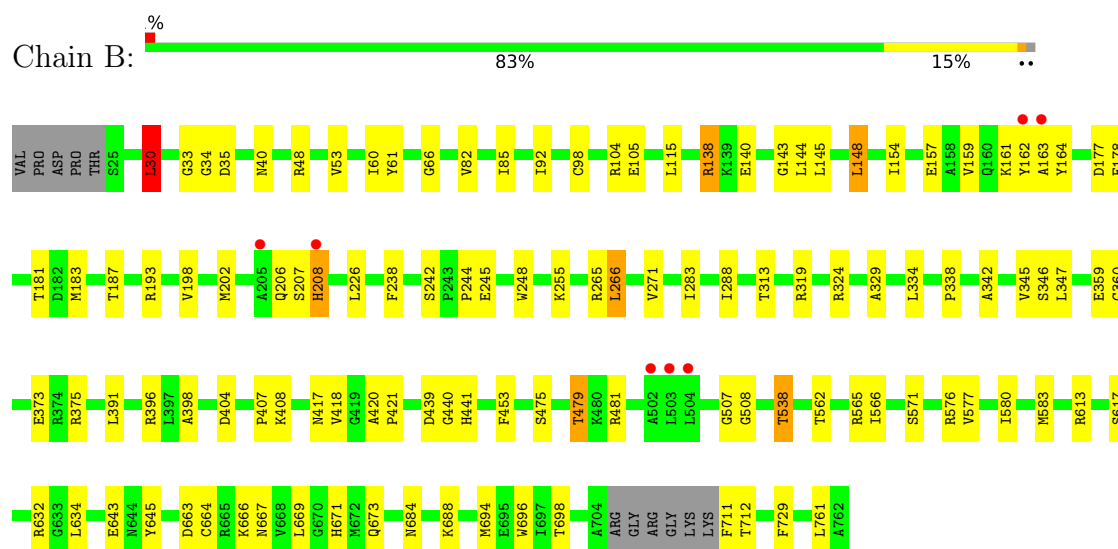 .%
Chain B:
83% 15% ••
VAL PRO ASP PRO THR S25 L30 G33 G34 D35 N40 R48 V53 I60 Y61 G66 V82 I85 I92 C98 R104 E105 L115 R138 K139 E140 G143 L144 L145 L148 I154 E157 A158 V159 Q160 K161 Y162 A163 Y164 D177
T181 D182 M183 T187 R193 V198 M202 A205 Q206 S207 H208 L226 F238 S242 P243 P244 E245 W248 K255 R265 L266 V271 I283 I288 T313 R319 R324 A329 L334 P338 A342 V345 S346 L347 E359
E373 R374 R375 L391 R396 L397 A398 D404 P407 K408 N417 V418 G419 A420 P421 D439 G440 H441 F453 S475 T479 K480 R481 A502 L503 L504 G507 G508 T538 T562 R565 I566 S571 R576 V577 I580 M583 R613 S617
R632 G633 L634 E643 N644 Y645 D663 C664 R665 K666 N667 V668 L669 G670 H671 M672 Q673 N684 K688 M694 E695 W696 I697 T698 A704 ARG GLY ARG GLY LYS LYS F711 T712 F729 L761 A762